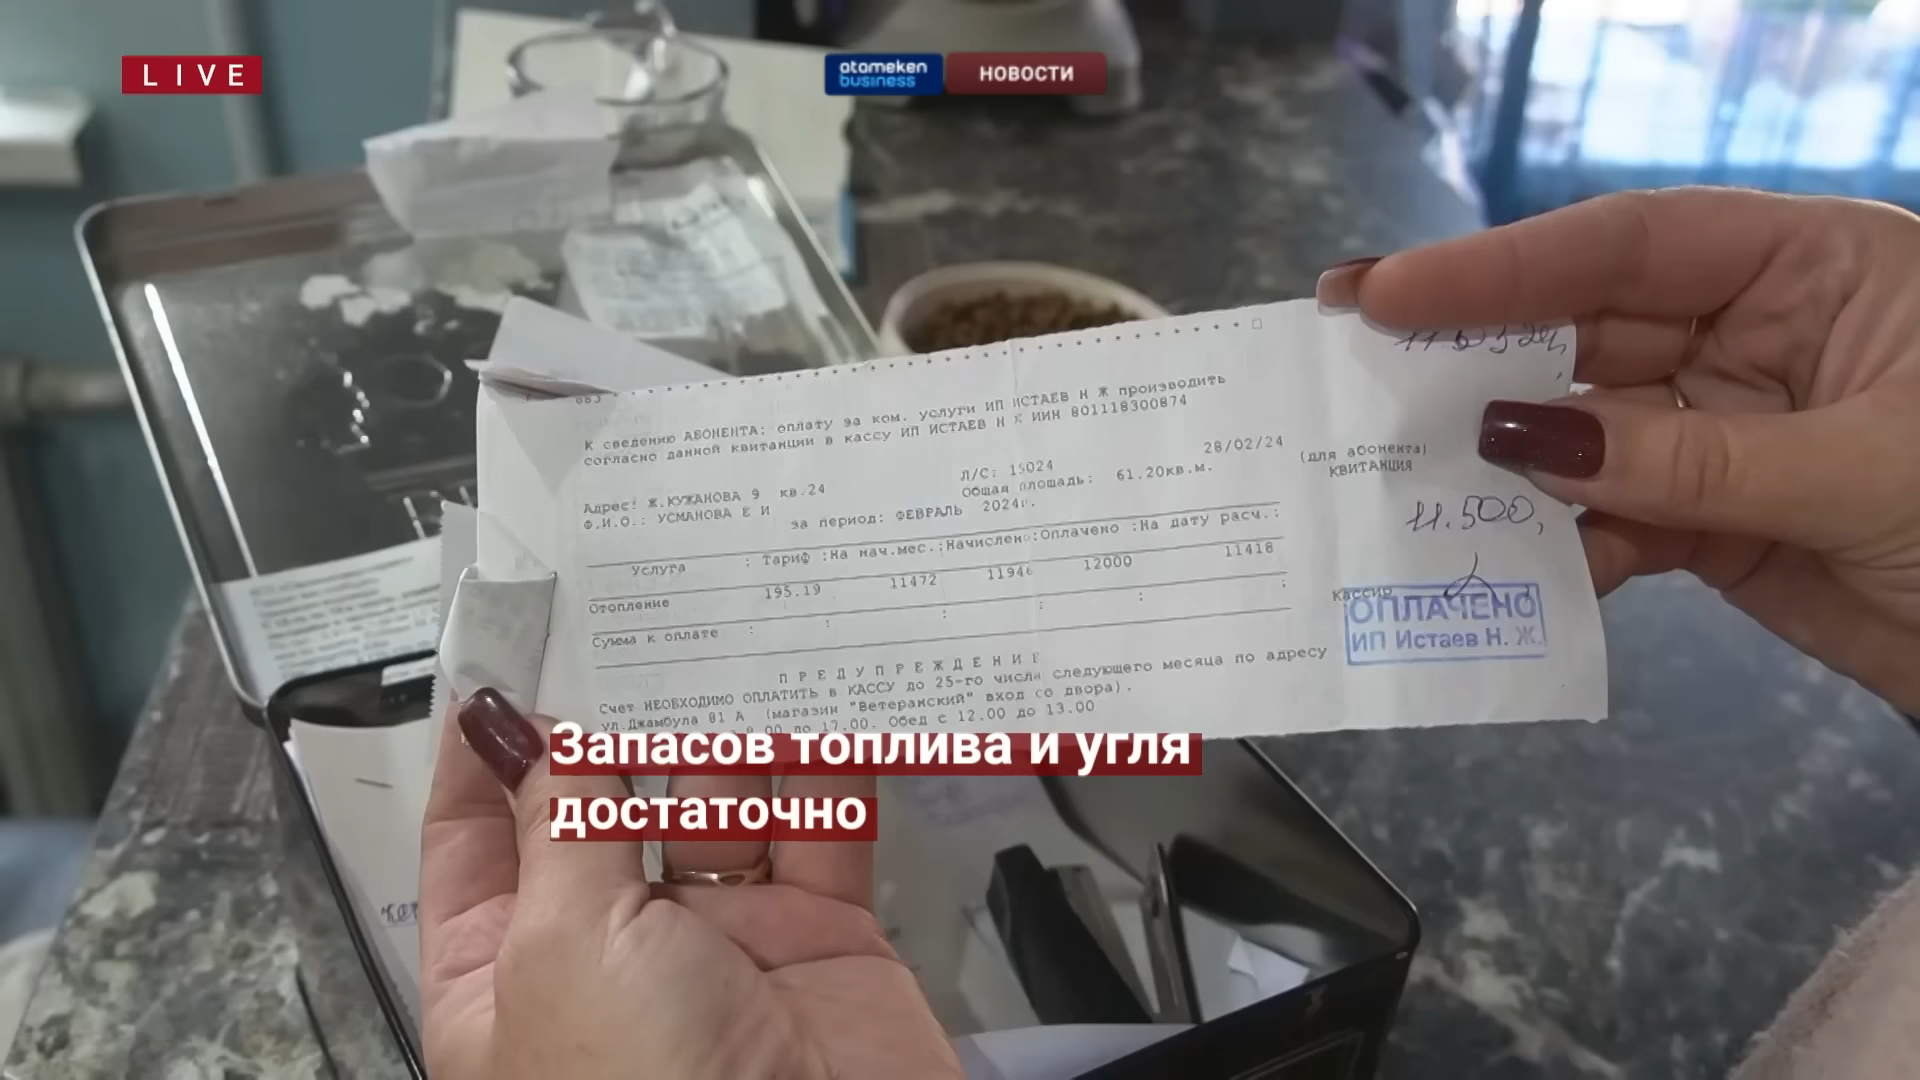 LIVE
atameken
business
НОВОСТИ
К сведению АБОНЕНТА: оплату за ком. услуги ИП ИСТАЕВ Н Ж производить
согласно данной квитанции в кассу ИП ИСТАЕВ Н Ж ИИН 801118300874
28/02/24
(для абонента)
КВИТАНЦИЯ
Л/С: 15024
Адрес: Ж.КУЖАНОВА 9 кв.24
Общая площадь: 61.20кв.м.
Ф.И.О.: УСМАНОВА Е И
за период: ФЕВРАЛЬ 2024г.
11.500,
Услуга : Тариф :На нач.мес.:Начислено:Оплачено :На дату расч.:
Отопление 195.19 11472 11946 12000 11418
Сумма к оплате : : : : : :
Кассир
ОПЛАЧЕНО
ИП Истаев Н. Ж.
П Р Е Д У П Р Е Ж Д Е Н И Е
Счет НЕОБХОДИМО ОПЛАТИТЬ В КАССУ до 25-го числа следующего месяца по адресу
ул.Джамбула 81 А (магазин "Ветеранский" вход со двора).
до 17.00. Обед с 12.00 до 13.00
Запасов топлива и угля
достаточно